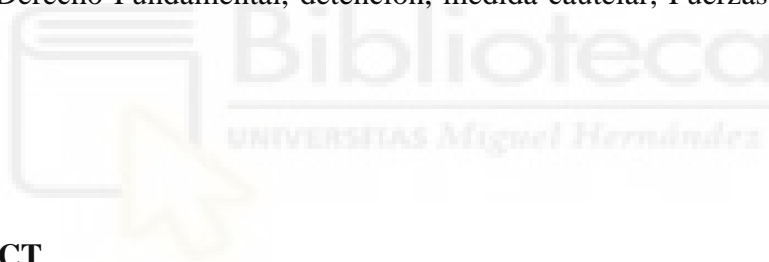 Derecho Fundamental, detención, medida cautelar, Fuerzas
Biblioteca
UNIVERSITAS Miguel Hernández
CT